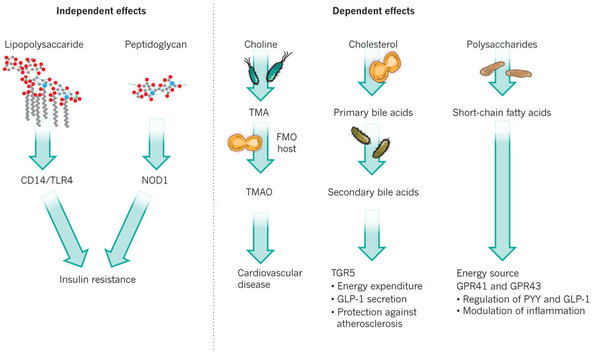 Independent effects
Lipopolysaccaride
Peptidoglycan
CD14/TLR4
NOD1
Insulin resistance
Dependent effects
Choline
Cholesterol
Polysaccharides
TMA
Primary bile acids
Short-chain fatty acids
FMO
host
TMAO
Secondary bile acids
Cardiovascular
disease
TGR5
• Energy expenditure
• GLP-1 secretion
• Protection against
atherosclerosis
Energy source
GPR41 and GPR43
• Regulation of PYY and GLP-1
• Modulation of inflammation